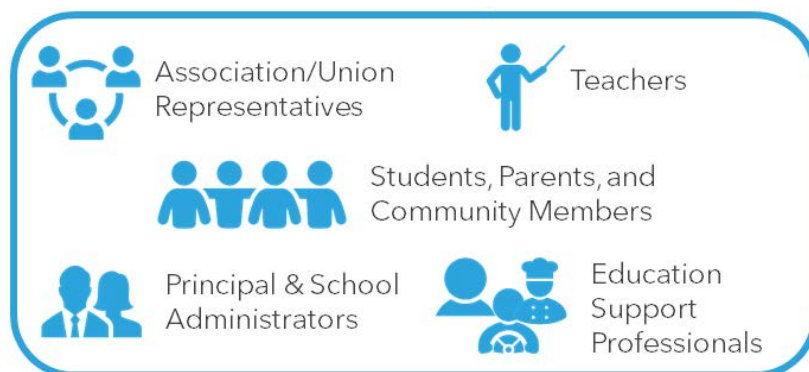 Association/Union
Representatives
Teachers
Students, Parents, and
Community Members
Principal & School
Administrators
Education
Support
Professionals